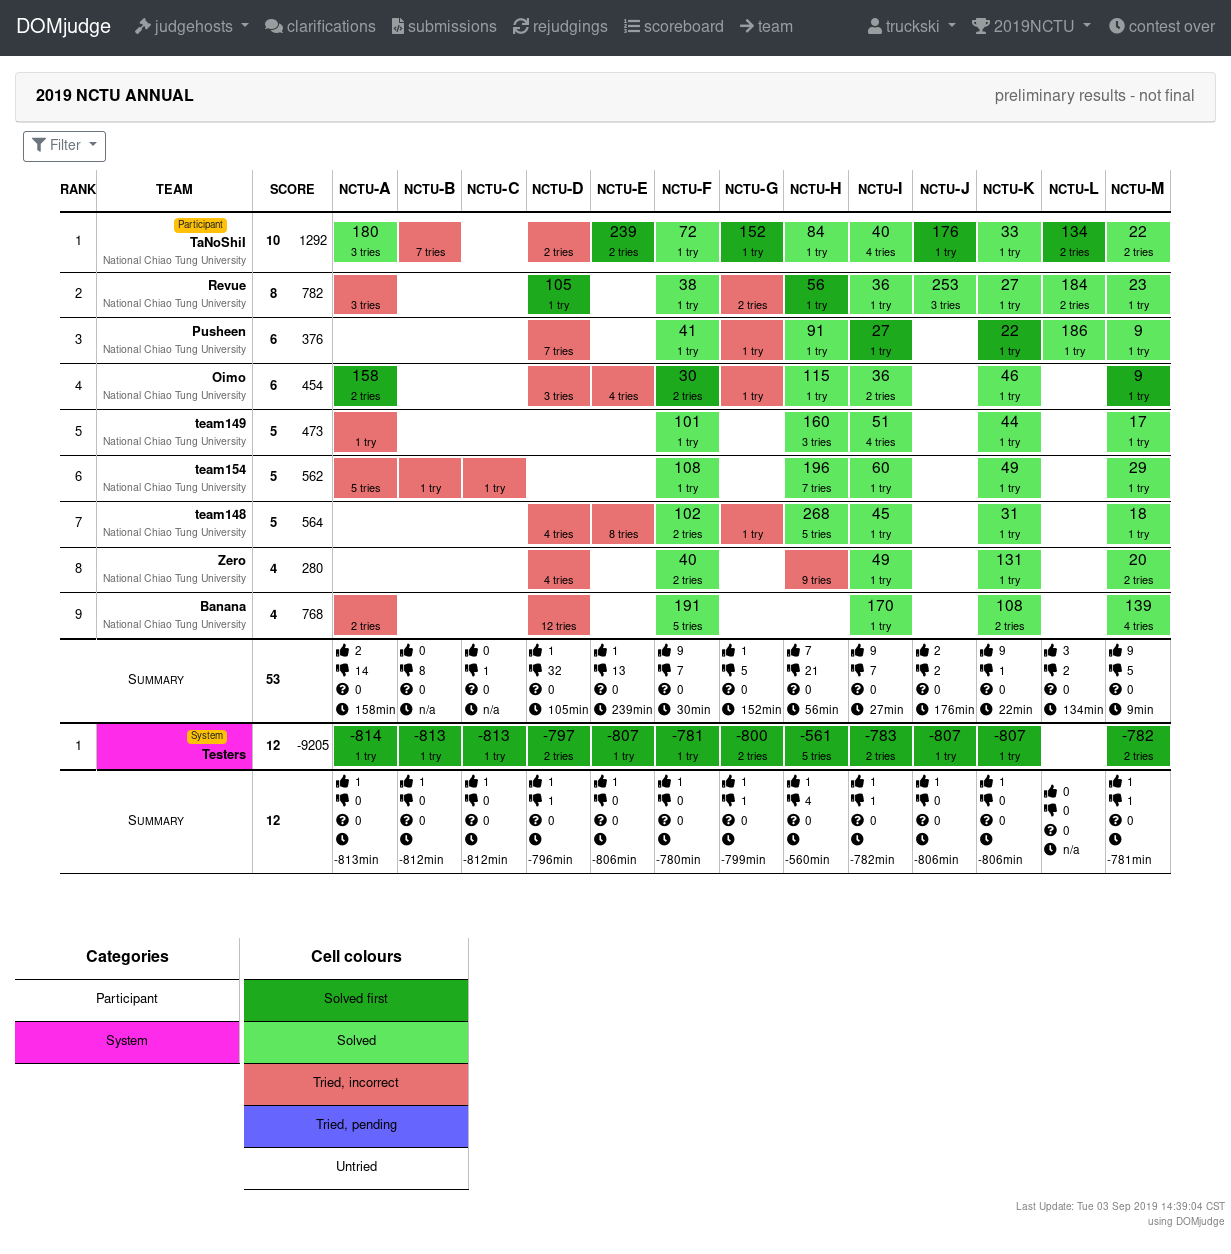 DOMjudge judgehosts clarifications submissions rejudgings scoreboard team truckski 2019NCTU contest over
2019 NCTU ANNUAL preliminary results - not final
Filter
RANK TEAM SCORE NCTU-A NCTU-B NCTU-C NCTU-D NCTU-E NCTU-F NCTU-G NCTU-H NCTU-I NCTU-J NCTU-K NCTU-L NCTU-M
Participant
180 239 72 152 84 40 176 33 134 22
1 TaNoShiI 10 1292
3 tries 7 tries 2 tries 2 tries 1 try 1 try 1 try 4 tries 1 try 1 try 2 tries 2 tries
National Chiao Tung University
Revue 105 38 56 36 253 27 184 23
2 8 782
National Chiao Tung University 3 tries 1 try 1 try 2 tries 1 try 1 try 3 tries 1 try 2 tries 1 try
Pusheen 41 91 27 22 186 9
3 6 376
National Chiao Tung University 7 tries 1 try 1 try 1 try 1 try 1 try 1 try 1 try
Oimo 158 30 115 36 46 9
4 6 454
National Chiao Tung University 2 tries 3 tries 4 tries 2 tries 1 try 1 try 2 tries 1 try 1 try
team149 101 160 51 44 17
5 5 473
National Chiao Tung University 1 try 1 try 3 tries 4 tries 1 try 1 try
team154 108 196 60 49 29
6 5 562
National Chiao Tung University 5 tries 1 try 1 try 1 try 7 tries 1 try 1 try 1 try
team148 102 268 45 31 18
7 5 564
National Chiao Tung University 4 tries 8 tries 2 tries 1 try 5 tries 1 try 1 try 1 try
Zero 40 49 131 20
8 4 280
National Chiao Tung University 4 tries 2 tries 9 tries 1 try 1 try 2 tries
Banana 191 170 108 139
9 4 768
National Chiao Tung University 2 tries 12 tries 5 tries 1 try 2 tries 4 tries
2 0 0 1 1 9 1 7 9 2 9 3 9
14 8 1 32 13 7 5 21 7 2 1 2 5
SUMMARY 53
0 0 0 0 0 0 0 0 0 0 0 0 0
158min n/a n/a 105min 239min 30min 152min 56min 27min 176min 22min 134min 9min
System
-814 -813 -813 -797 -807 -781 -800 -561 -783 -807 -807 -782
1 Testers 12 -9205
1 try 1 try 1 try 2 tries 1 try 1 try 2 tries 5 tries 2 tries 1 try 1 try 2 tries
1 1 1 1 1 1 1 1 1 1 1 0 1
0 0 0 1 0 0 1 4 1 0 0 0 1
SUMMARY 12
0 0 0 0 0 0 0 0 0 0 0 0 0
-813min -812min -812min -796min -806min -780min -799min -560min -782min -806min -806min n/a -781min
Categories Cell colours
Participant Solved first
System Solved
Tried, incorrect
Tried, pending
Untried
Last Update: Tue 03 Sep 2019 14:39:04 CST
using DOMjudge